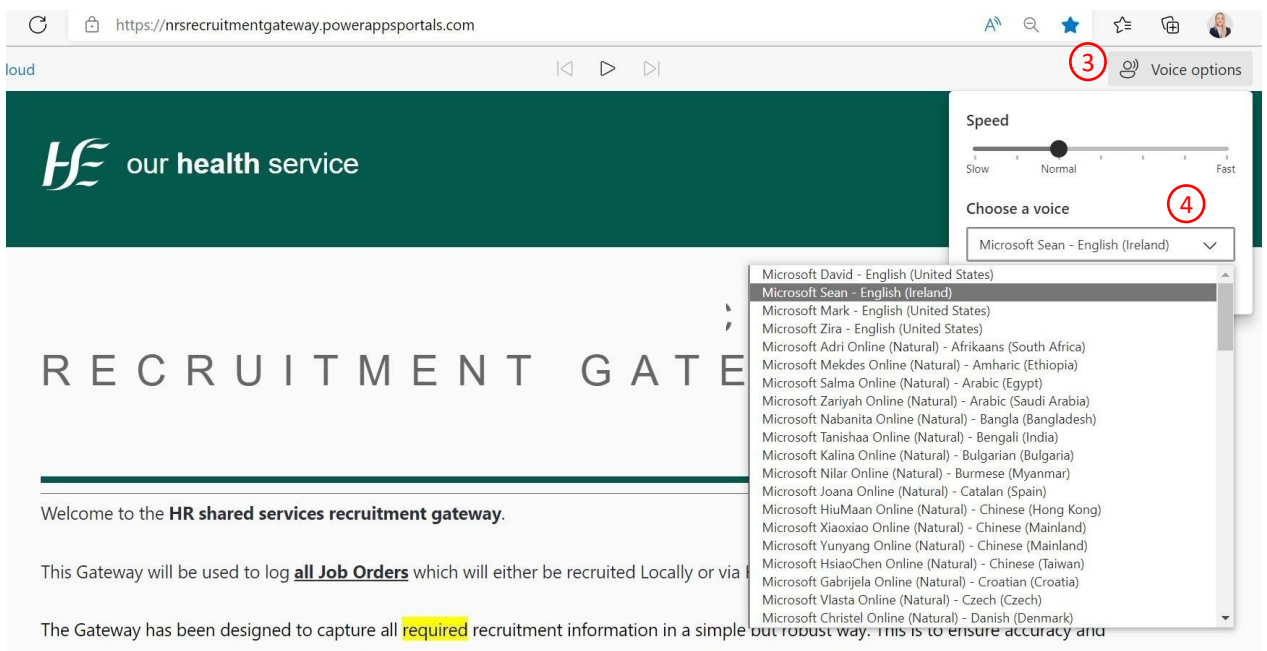 https://nrsrecruitmentgateway.powerappsportals.com
loud
3
Voice options
Speed
Slow Normal Fast
HSE our health service
Choose a voice
4
Microsoft Sean - English (Ireland)
Microsoft David - English (United States)
Microsoft Sean - English (Ireland)
Microsoft Mark - English (United States)
Microsoft Zira - English (United States)
Microsoft Adri Online (Natural) - Afrikaans (South Africa)
Microsoft Mekdes Online (Natural) - Amharic (Ethiopia)
Microsoft Salma Online (Natural) - Arabic (Egypt)
Microsoft Zariyah Online (Natural) - Arabic (Saudi Arabia)
Microsoft Nabanita Online (Natural) - Bangla (Bangladesh)
Microsoft Tanishaa Online (Natural) - Bengali (India)
Microsoft Kalina Online (Natural) - Bulgarian (Bulgaria)
Microsoft Nilar Online (Natural) - Burmese (Myanmar)
Microsoft Joana Online (Natural) - Catalan (Spain)
Microsoft HiuMaan Online (Natural) - Chinese (Hong Kong)
Microsoft Xiaoxiao Online (Natural) - Chinese (Mainland)
Microsoft Yunyang Online (Natural) - Chinese (Mainland)
Microsoft HsiaoChen Online (Natural) - Chinese (Taiwan)
Microsoft Gabrijela Online (Natural) - Croatian (Croatia)
Microsoft Vlasta Online (Natural) - Czech (Czech)
Microsoft Christel Online (Natural) - Danish (Denmark)
RECRUITMENT GATE
Welcome to the HR shared services recruitment gateway.
This Gateway will be used to log all Job Orders which will either be recruited Locally or via
The Gateway has been designed to capture all required recruitment information in a simple but robust way. This is to ensure accuracy and